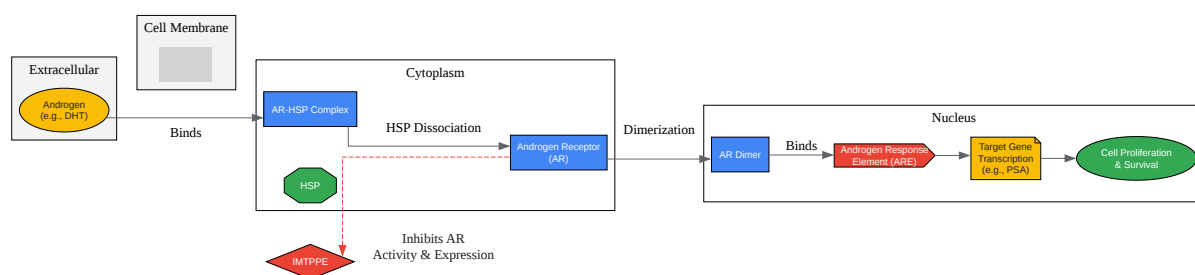 Cell Membrane
Extracellular
Androgen
(e.g., DHT)
Binds
Cytoplasm
AR-HSP Complex
HSP Dissociation
Androgen Receptor
(AR)
HSP
Dimerization
Nucleus
AR Dimer
Binds
Androgen Response
Element (ARE)
Target Gene
Transcription
(e.g., PSA)
Cell Proliferation
& Survival
Inhibits AR
Activity & Expression
IMTPPE